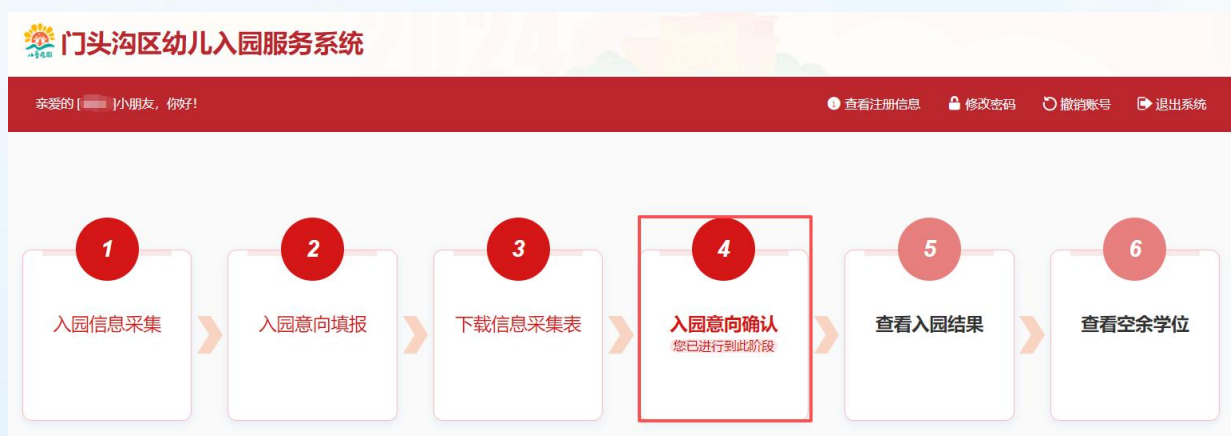 门头沟区幼儿入园服务系统
亲爱的 [ ]小朋友，你好！
查看注册信息 修改密码 撤销账号 退出系统
1 2 3 4 5 6
入园信息采集 入园意向填报 下载信息采集表 入园意向确认 查看入园结果 查看空余学位
您已进行到此阶段